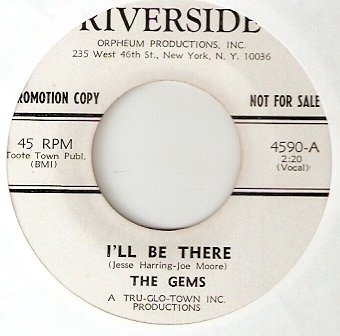 RIVERSIDE
ORPHEUM PRODUCTIONS, INC.
235 West 46th St., New York, N. Y. 10036
PROMOTION COPY
NOT FOR SALE
45 RPM
Toote Town Publ.
(BMI)
4590-A
2:20
(Vocal)
I'LL BE THERE
(Jesse Harring-Joe Moore)
THE GEMS
A TRU-GLO-TOWN INC.
PRODUCTIONS